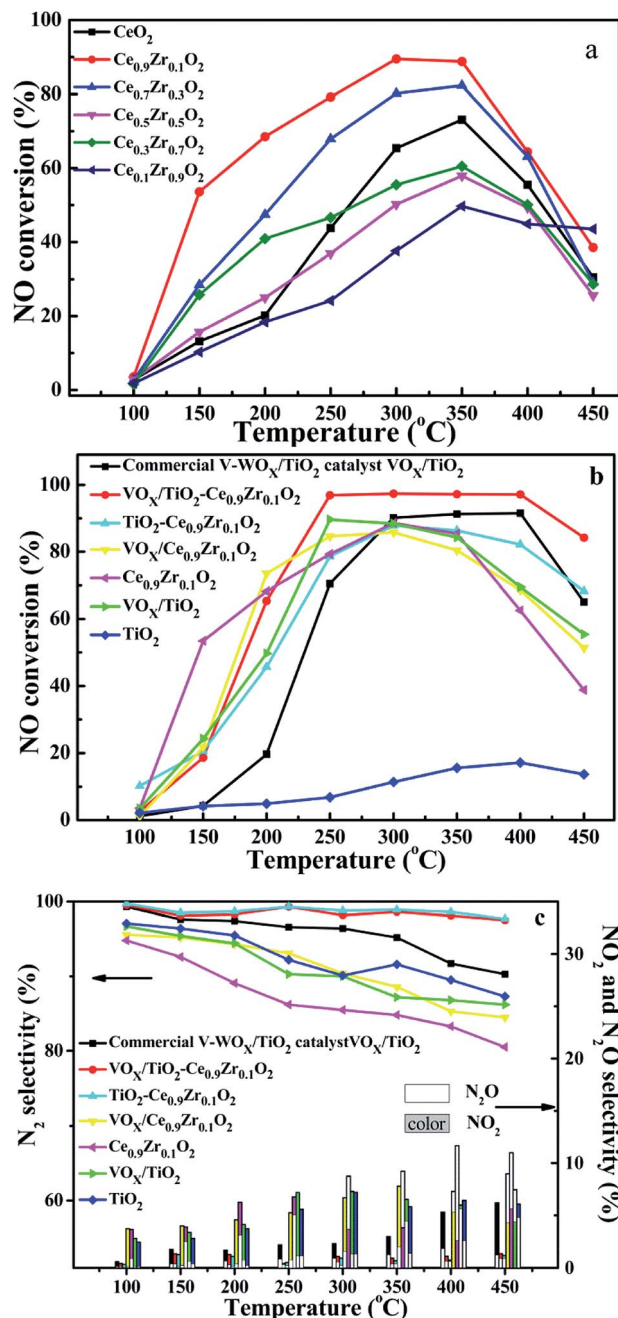 100
80
60
40
20
0
NO conversion (%)
a
CeO₂
Ce₀.₉Zr₀.₁O₂
Ce₀.₇Zr₀.₃O₂
Ce₀.₅Zr₀.₅O₂
Ce₀.₃Zr₀.₇O₂
Ce₀.₁Zr₀.₉O₂
100 150 200 250 300 350 400 450
Temperature (°C)
100
80
60
40
20
0
NO conversion (%)
b
Commercial V-WOₓ/TiO₂ catalyst VOₓ/TiO₂
VOₓ/TiO₂-Ce₀.₉Zr₀.₁O₂
TiO₂-Ce₀.₉Zr₀.₁O₂
VOₓ/Ce₀.₉Zr₀.₁O₂
Ce₀.₉Zr₀.₁O₂
VOₓ/TiO₂
TiO₂
100 150 200 250 300 350 400 450
Temperature (°C)
100
80
60
N₂ selectivity (%)
c
Commercial V-WOₓ/TiO₂ catalystVOₓ/TiO₂
VOₓ/TiO₂-Ce₀.₉Zr₀.₁O₂
TiO₂-Ce₀.₉Zr₀.₁O₂
VOₓ/Ce₀.₉Zr₀.₁O₂
Ce₀.₉Zr₀.₁O₂
VOₓ/TiO₂
TiO₂
N₂O
color NO₂
30
20
10
0
NO₂ and N₂O selectivity (%)
100 150 200 250 300 350 400 450
Temperature (°C)